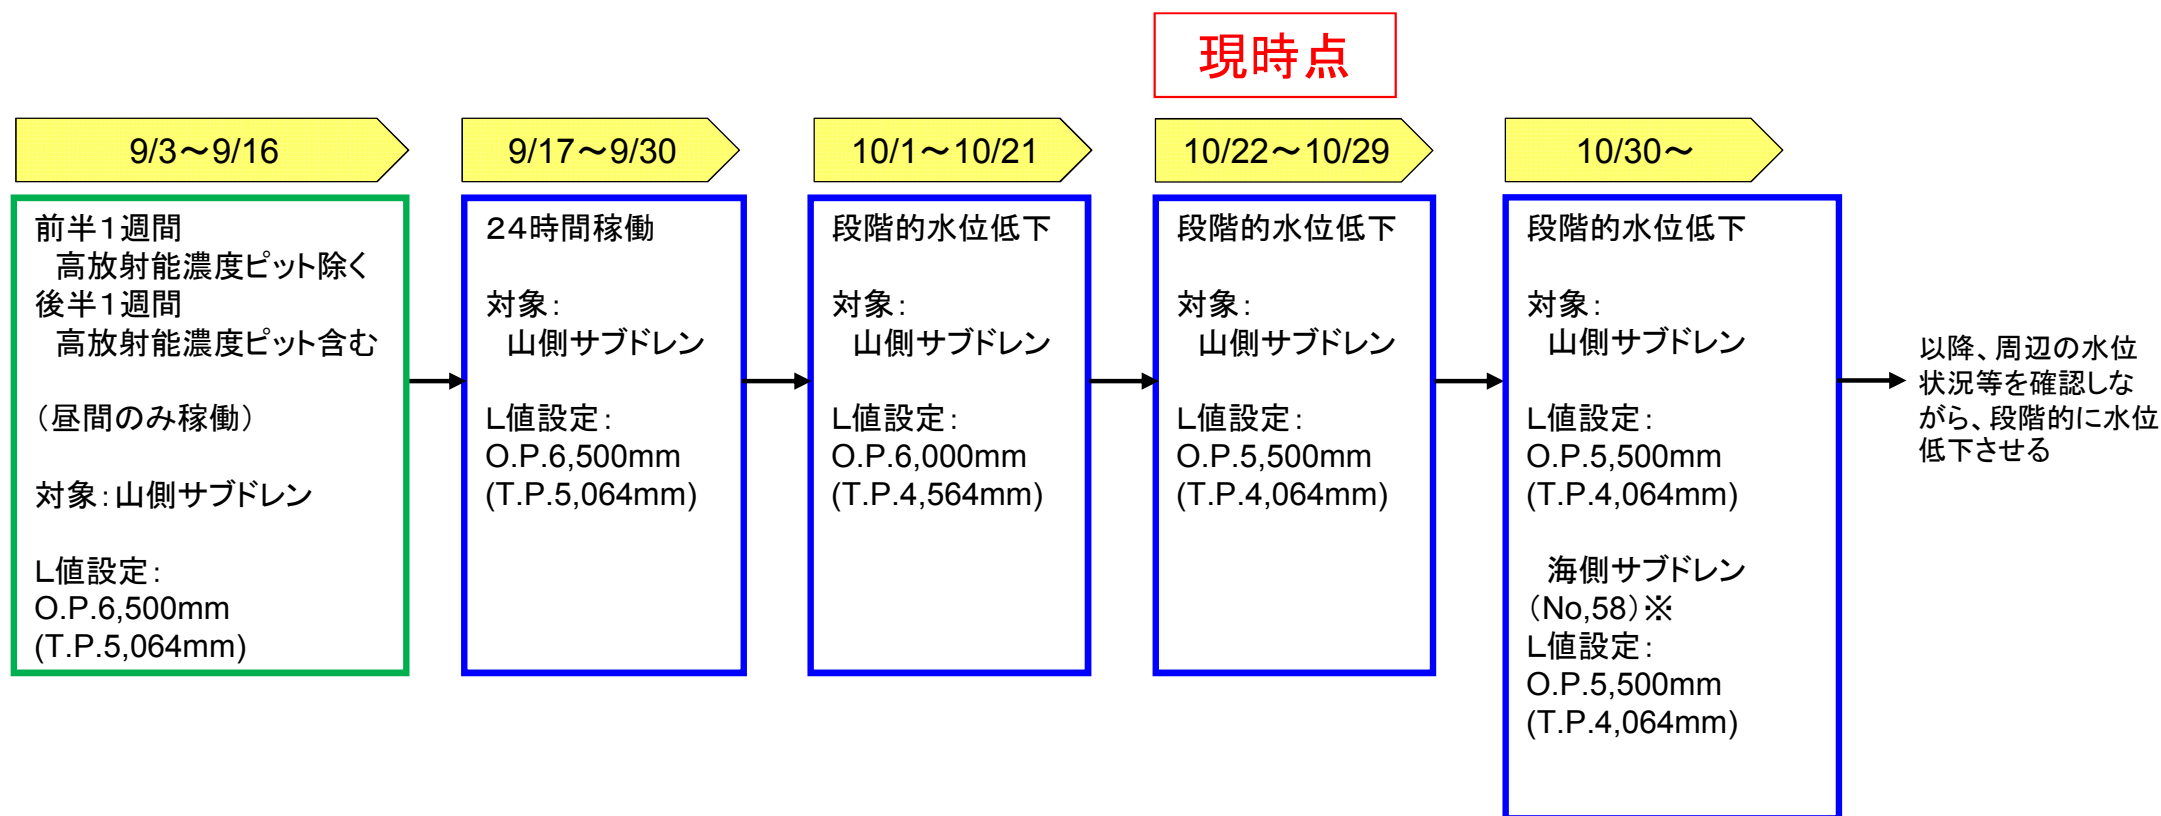 現時点
9/3～9/16
前半１週間
高放射能濃度ピット除く
後半１週間
高放射能濃度ピット含む
（昼間のみ稼働）
対象：山側サブドレン
L値設定：
O.P.6,500mm
(T.P.5,064mm)
9/17～9/30
２４時間稼働
対象：
山側サブドレン
L値設定：
O.P.6,500mm
(T.P.5,064mm)
10/1～10/21
段階的水位低下
対象：
山側サブドレン
L値設定：
O.P.6,000mm
(T.P.4,564mm)
10/22～10/29
段階的水位低下
対象：
山側サブドレン
L値設定：
O.P.5,500mm
(T.P.4,064mm)
10/30～
段階的水位低下
対象：
山側サブドレン
L値設定：
O.P.5,500mm
(T.P.4,064mm)
海側サブドレン
（No,58）※
L値設定：
O.P.5,500mm
(T.P.4,064mm)
以降、周辺の水位
状況等を確認しな
がら、段階的に水位
低下させる